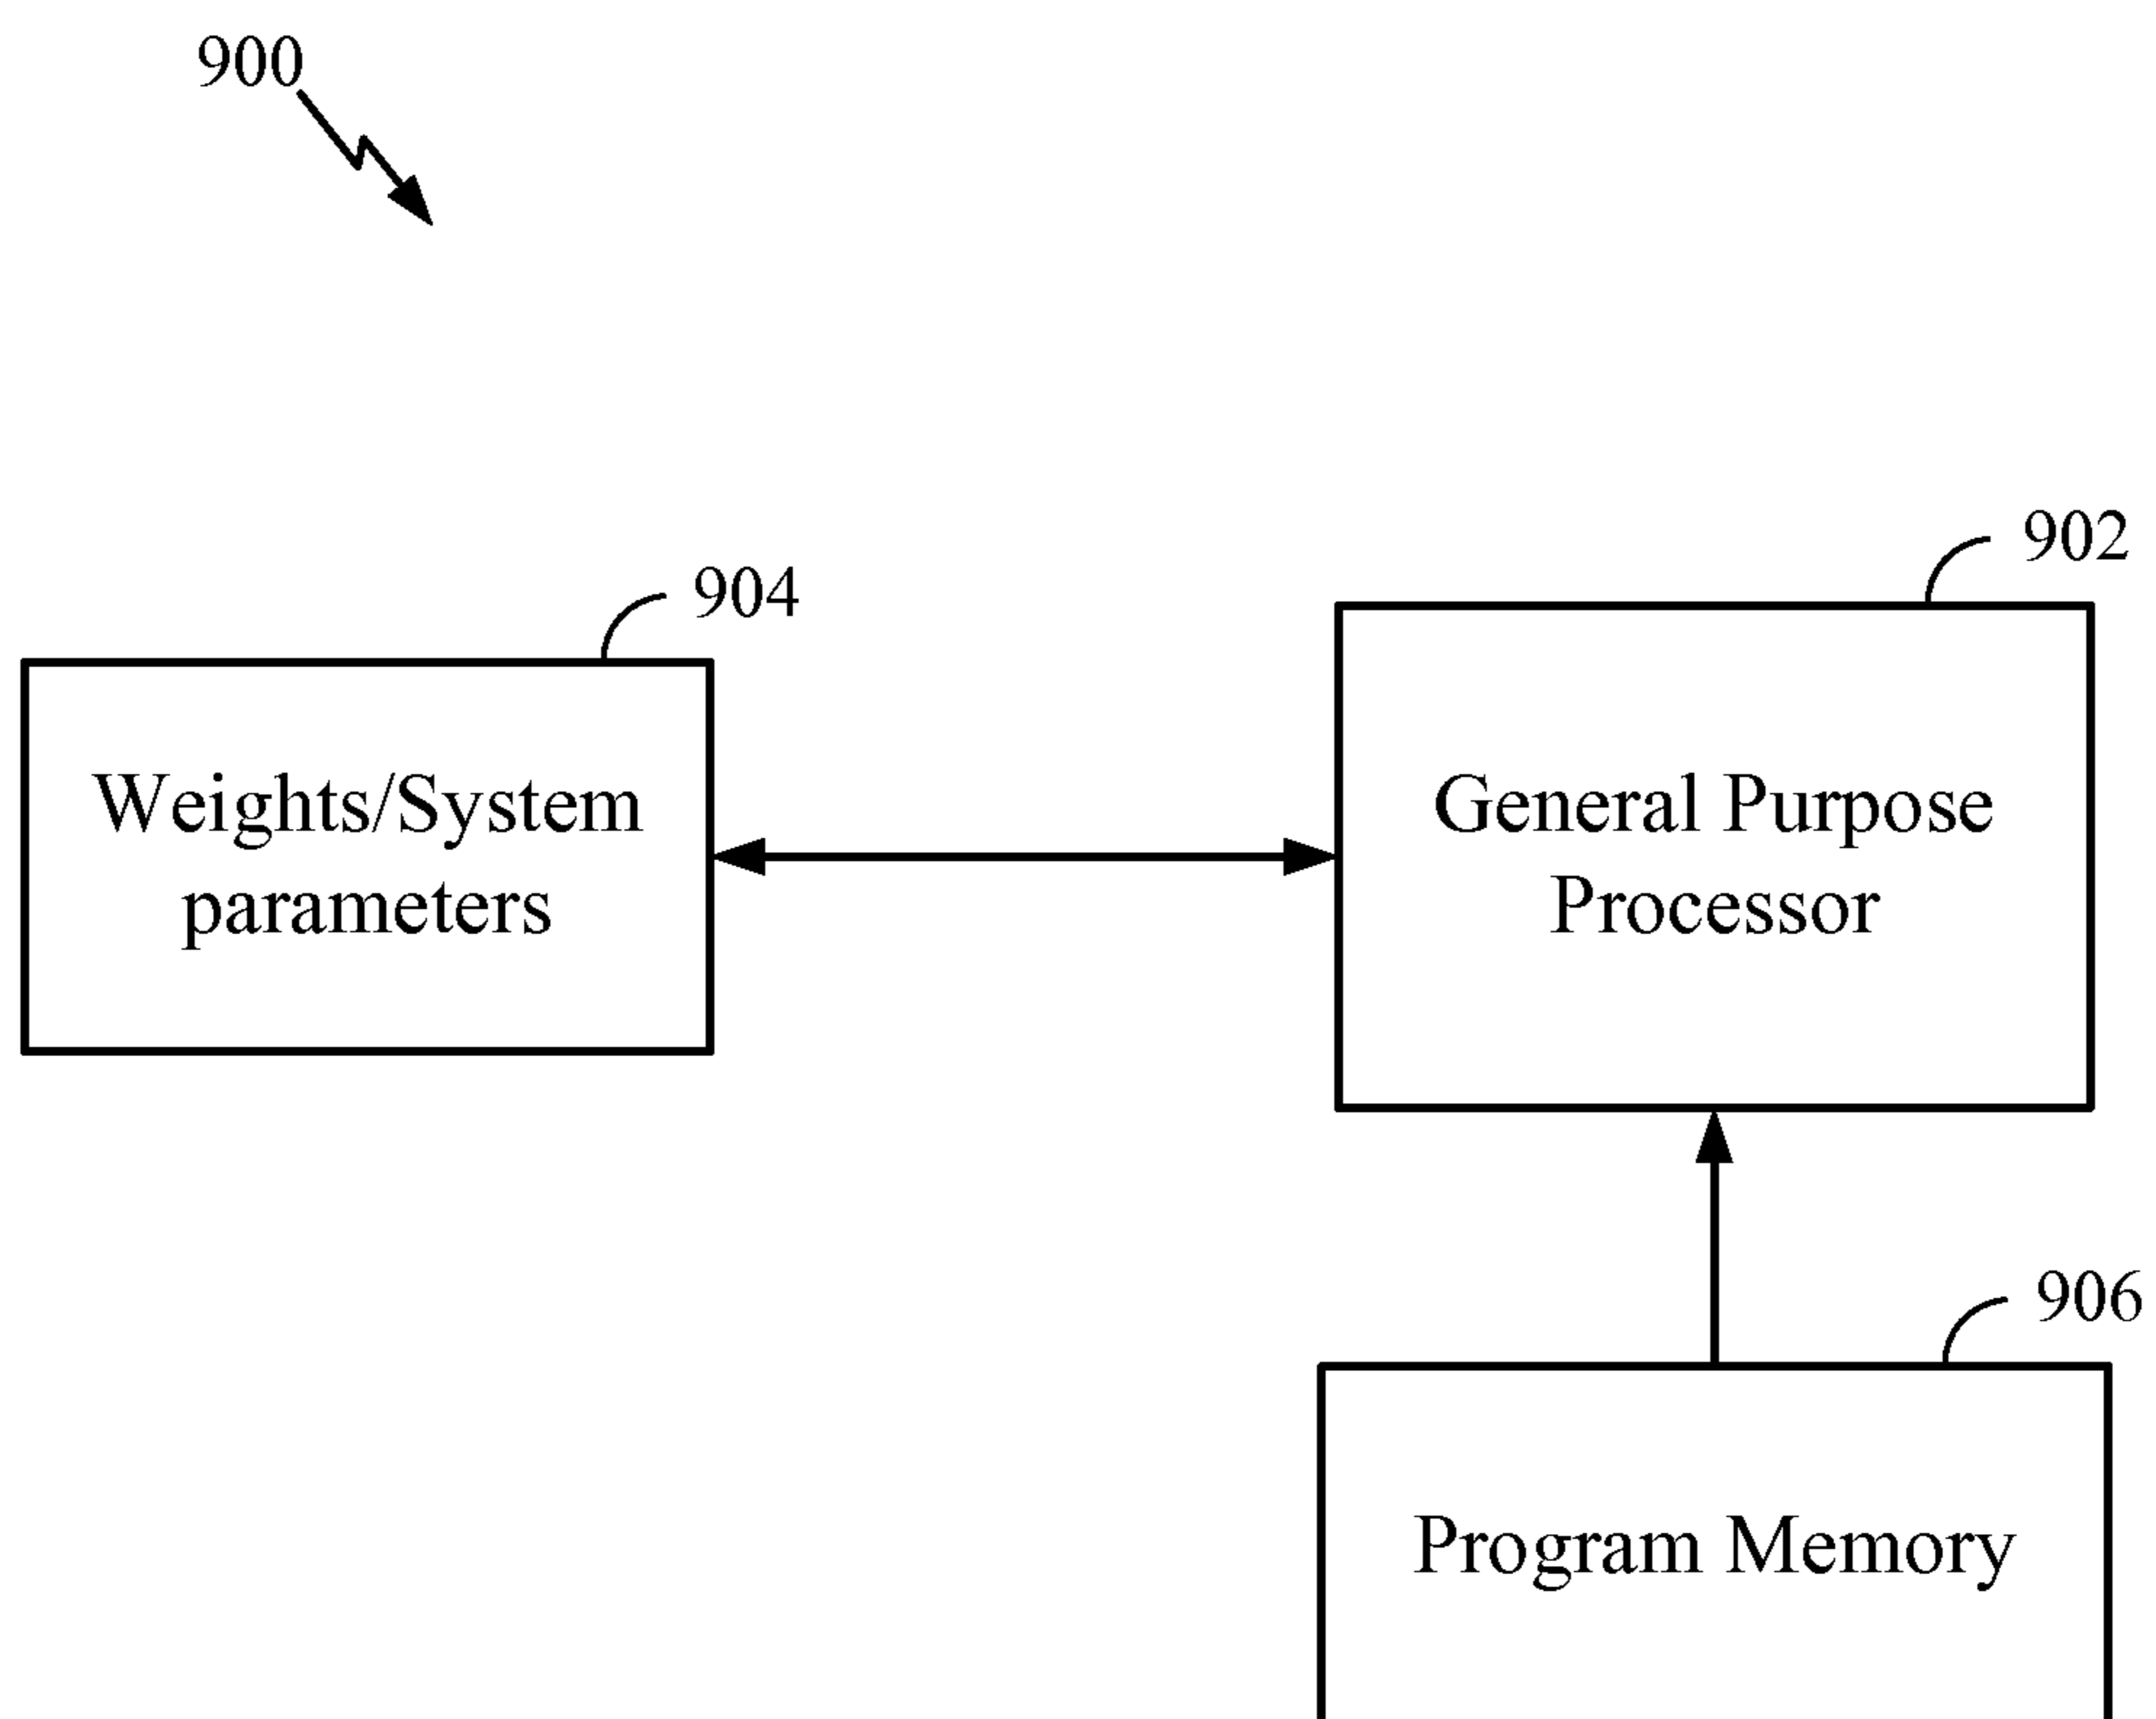 900
902
904
Weights/System
parameters
General Purpose
Processor
906
Program Memory